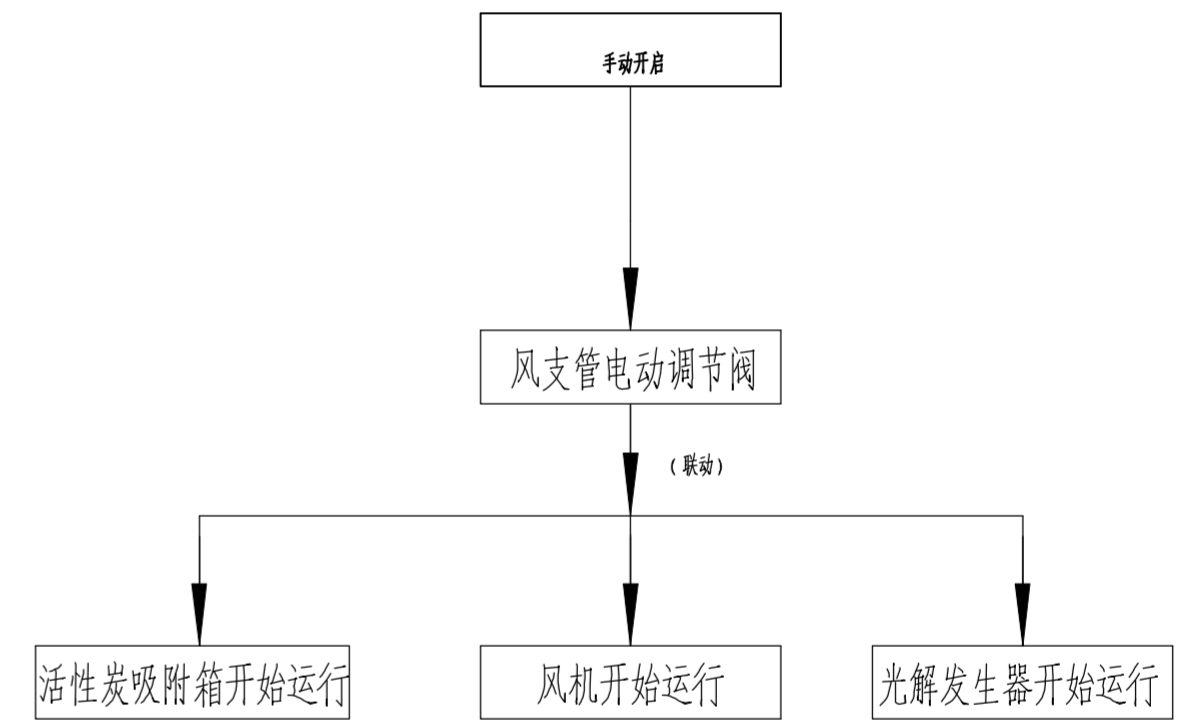 手动开启
风支管电动调节阀
(联动)
活性炭吸附箱开始运行
风机开始运行
光解发生器开始运行